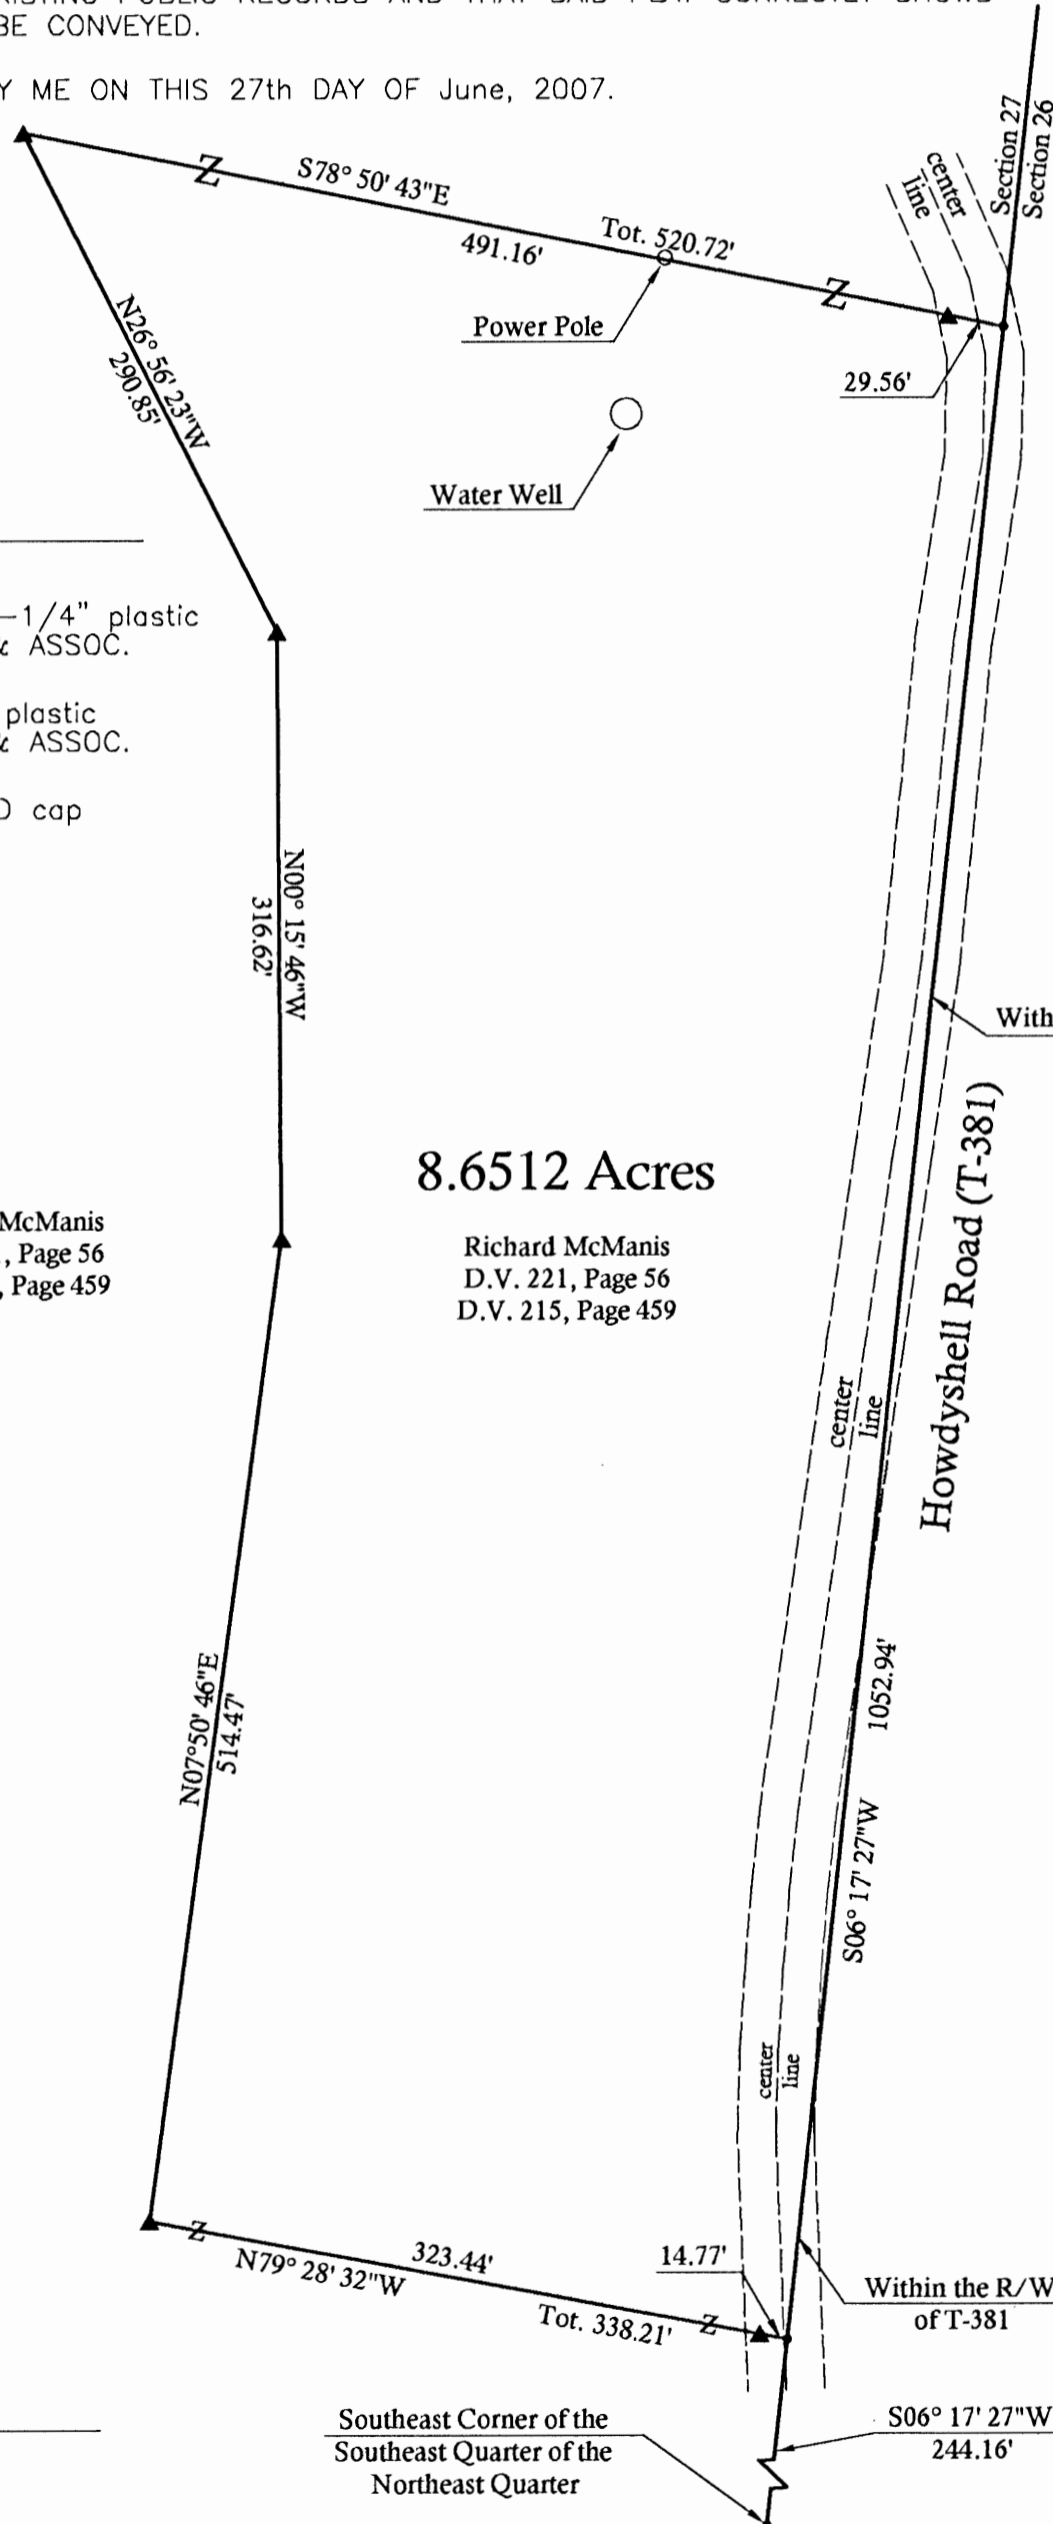 BE CONVEYED.
Y ME ON THIS 27th DAY OF June, 2007.
Section 27
Section 26
center
line
S78° 50' 43"E
491.16'
Tot. 520.72'
Z
Z
Power Pole
29.56'
N26° 56' 23"W
290.85'
Water Well
-1/4" plastic
& ASSOC.
plastic
& ASSOC.
D cap
N00° 15' 46"W
316.62'
With
8.6512 Acres
McManis
, Page 56
, Page 459
Richard McManis
D.V. 221, Page 56
D.V. 215, Page 459
Howdyshell Road (T-381)
center
line
N07°50' 46"E
514.47'
1052.94'
S06° 17' 27"W
center
line
Z
N79° 28' 32"W
323.44'
Tot. 338.21'
Z
14.77'
Within the R/W
of T-381
Southeast Corner of the
Southeast Quarter of the
Northeast Quarter
S06° 17' 27"W
244.16'